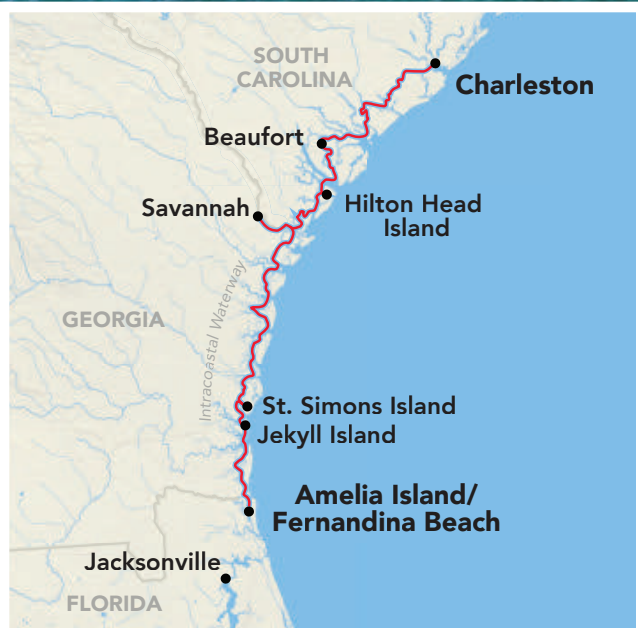 SOUTH
CAROLINA
Charleston
Beaufort
Savannah
Hilton Head
Island
GEORGIA
Intracoastal Waterway
St. Simons Island
Jekyll Island
Amelia Island/
Fernandina Beach
Jacksonville
FLORIDA